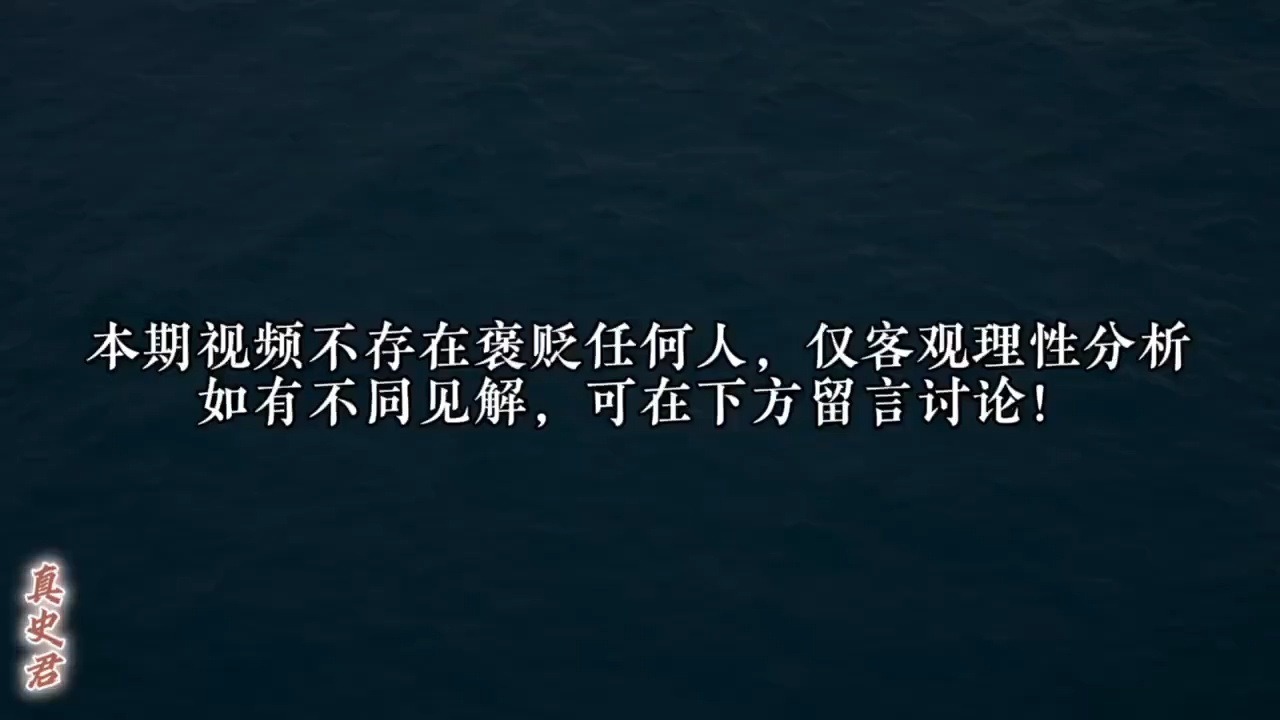 本期视频不存在褒贬任何人，仅客观理性分析
如有不同见解，可在下方留言讨论！
真史君